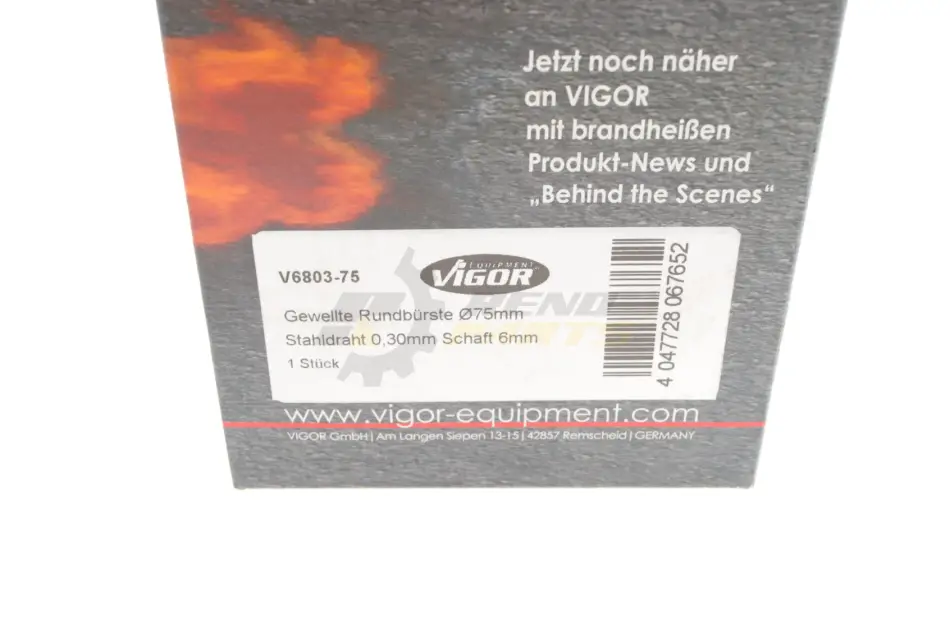 Jetzt noch näher
an VIGOR
mit brandheißen
Produkt-News und
„Behind the Scenes“
V6803-75
EQUIPMENT
VIGOR
Gewellte Rundbürste Ø75mm
Stahldraht 0,30mm Schaft 6mm
1 Stück
4 047728 067652
www.vigor-equipment.com
VIGOR GmbH | Am Langen Siepen 13-15 | 42857 Remscheid | GERMANY